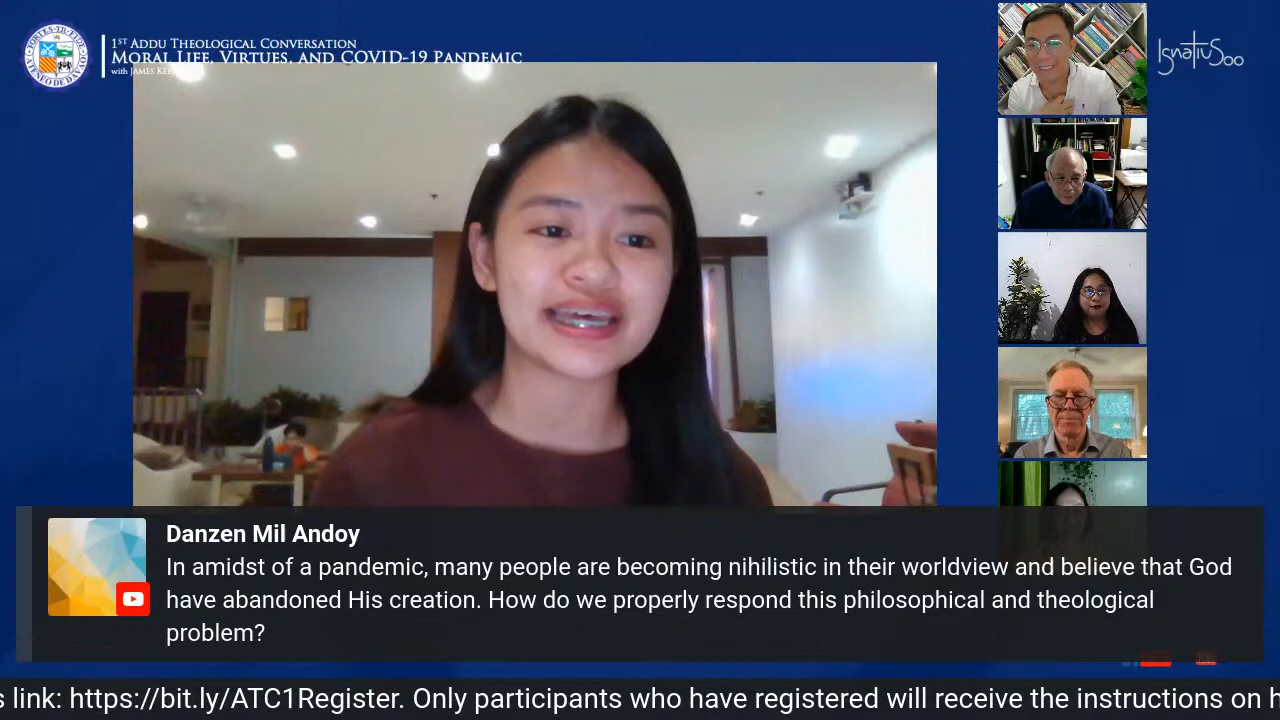 1ST ADDU THEOLOGICAL CONVERSATION
MORAL LIFE, VIRTUES, AND COVID-19 PANDEMIC
with JAMES KEE
Ignatius500
Danzen Mil Andoy
In amidst of a pandemic, many people are becoming nihilistic in their worldview and believe that God
have abandoned His creation. How do we properly respond this philosophical and theological
problem?
s link: https://bit.ly/ATC1Register. Only participants who have registered will receive the instructions on h